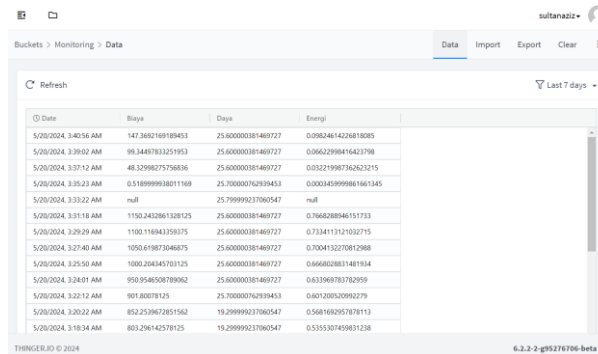 sultanaziz
Buckets > Monitoring > Data
Data Import Export Clear
Refresh
Last 7 days
Date Biaya Daya Energi
5/20/2024, 3:40:56 AM 147.3692169189453 25.600000381469727 0.09824614226818085
5/20/2024, 3:39:02 AM 99.34497833251953 25.600000381469727 0.06622998416423798
5/20/2024, 3:37:12 AM 48.32998275756836 25.600000381469727 0.032219987362623215
5/20/2024, 3:35:23 AM 0.5189999938011169 25.700000762939453 0.0003459999861661345
5/20/2024, 3:33:22 AM null 25.799999237060547 null
5/20/2024, 3:31:18 AM 1150.2432861328125 25.600000381469727 0.7668288946151733
5/20/2024, 3:29:29 AM 1100.116943359375 25.600000381469727 0.7334113121032715
5/20/2024, 3:27:40 AM 1050.619873046875 25.600000381469727 0.7004132270812988
5/20/2024, 3:25:50 AM 1000.204345703125 25.600000381469727 0.6668028831481934
5/20/2024, 3:24:01 AM 950.9546508789062 25.600000381469727 0.633969783782959
5/20/2024, 3:22:12 AM 901.80078125 25.700000762939453 0.601200520992279
5/20/2024, 3:20:22 AM 852.2539672851562 19.299999237060547 0.5681692957878113
5/20/2024, 3:18:34 AM 803.296142578125 19.299999237060547 0.5355307459831238
THINGER.IO © 2024
6.2.2-2-g95276706-beta